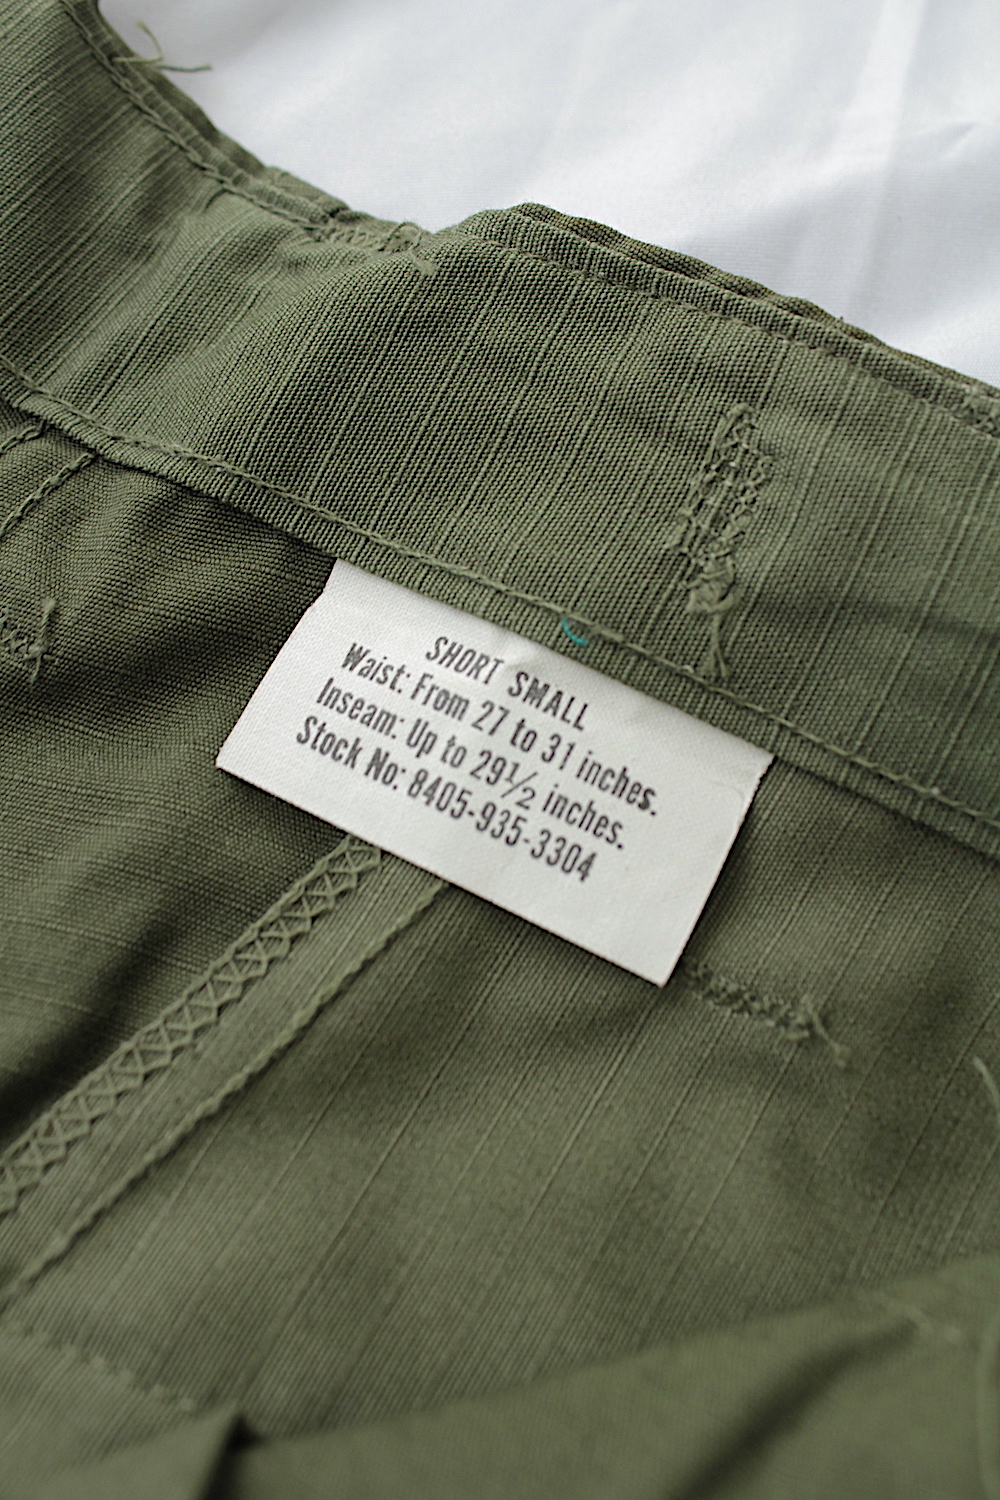 SHORT SMALL
Waist: From 27 to 31 inches.
Inseam: Up to 29½ inches.
Stock No: 8405-935-3304